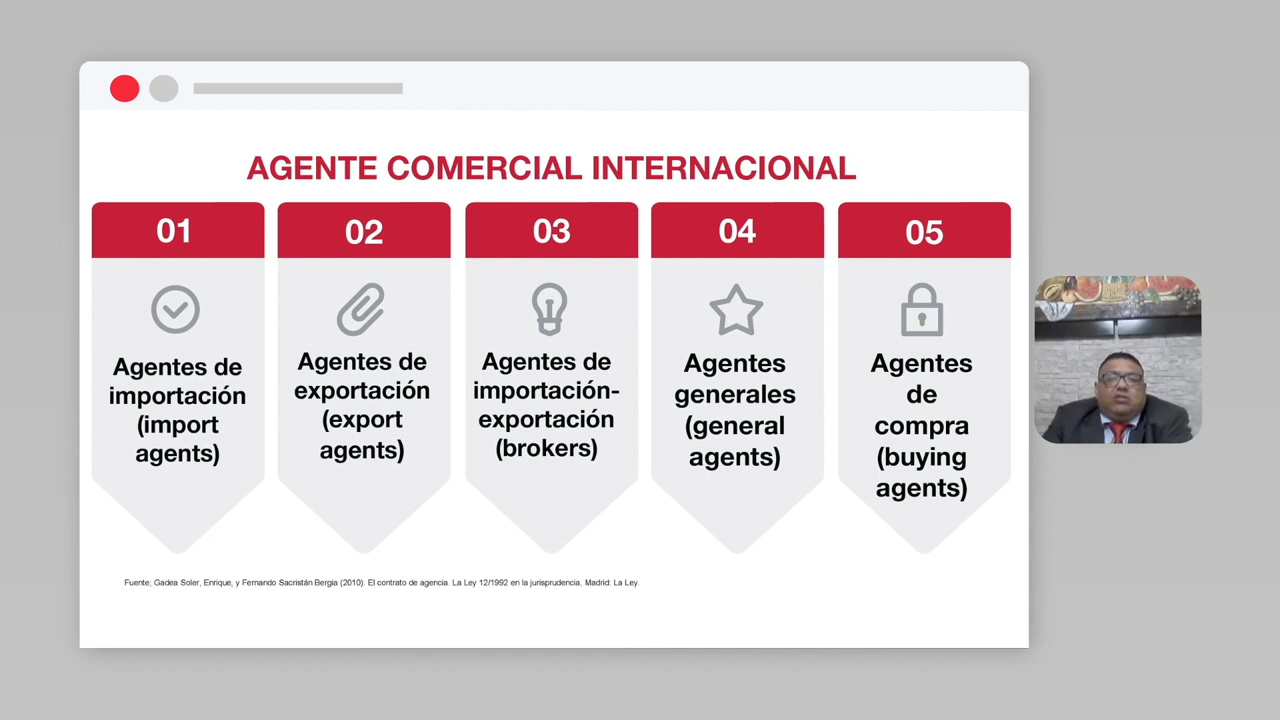 AGENTE COMERCIAL INTERNACIONAL
01
Agentes de
importación
(import
agents)
02
Agentes de
exportación
(export
agents)
03
Agentes de
importación-
exportación
(brokers)
04
Agentes
generales
(general
agents)
05
Agentes
de
compra
(buying
agents)
Fuente; Gadea Soler, Enrique, y Fernando Sacristán Bergia (2010): El contrato de agencia. La Ley 12/1992 en la jurisprudencia, Madrid: La Ley.